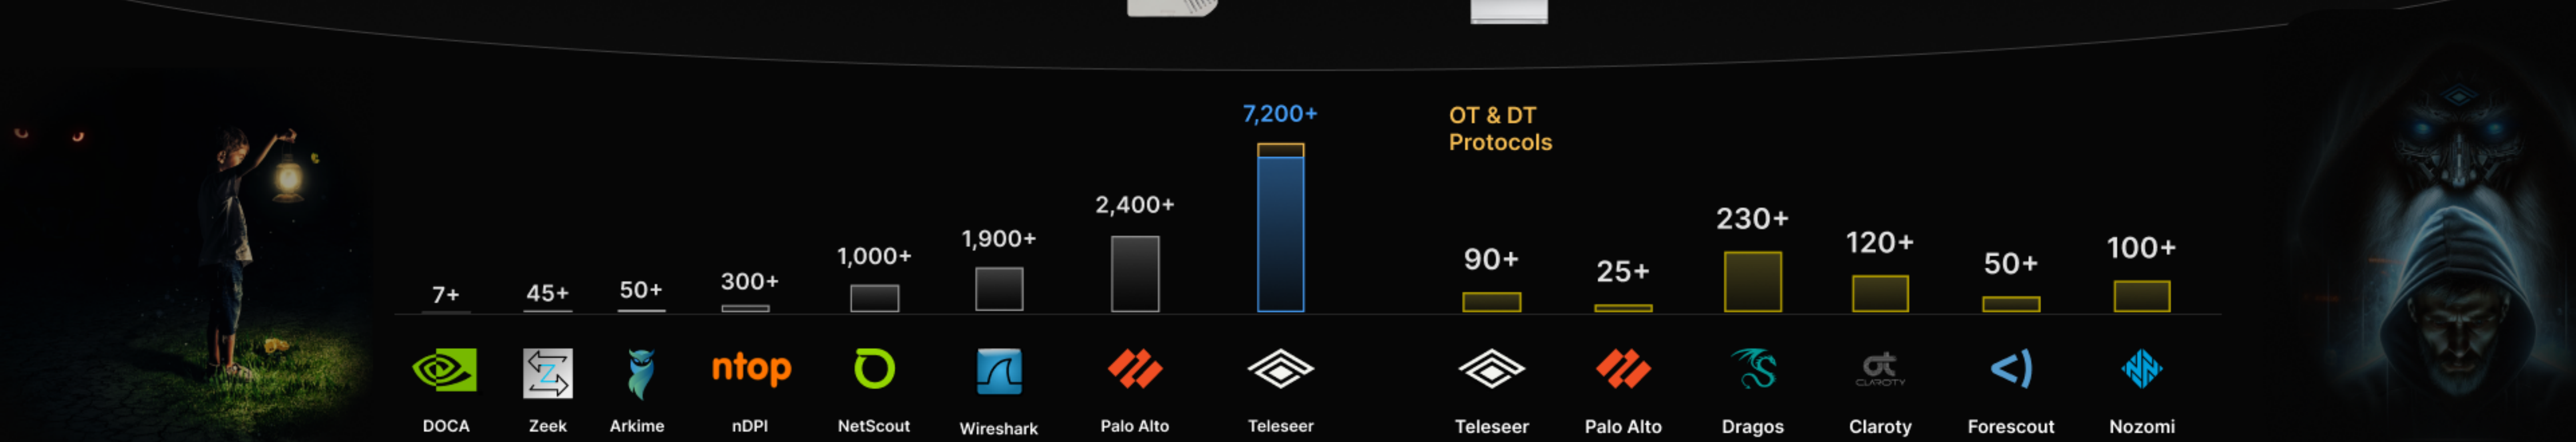 7,200+
OT & DT
Protocols
7+
45+
50+
300+
1,000+
1,900+
2,400+
90+
25+
230+
120+
50+
100+
Z
ntop
ot
CLAROTY
DOCA
Zeek
Arkime
nDPI
NetScout
Wireshark
Palo Alto
Teleseer
Teleseer
Palo Alto
Dragos
Claroty
Forescout
Nozomi